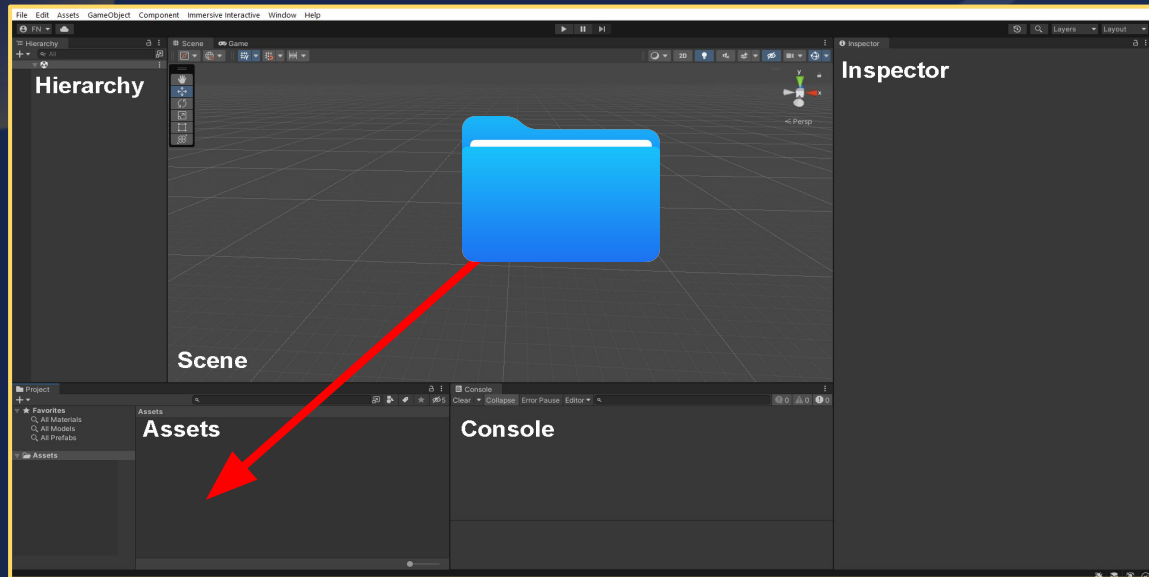 File Edit Assets GameObject Component Immersive Interactive Window Help
FN Layers Layout
Hierarchy
All
Scene Game
Inspector
2D
Hierarchy
Inspector
y
x
< Persp
Scene
Project
Console
Clear Collapse Error Pause Editor
5
0 0 0
Favorites
All Materials
All Models
All Prefabs
Assets
Assets
Assets
Console